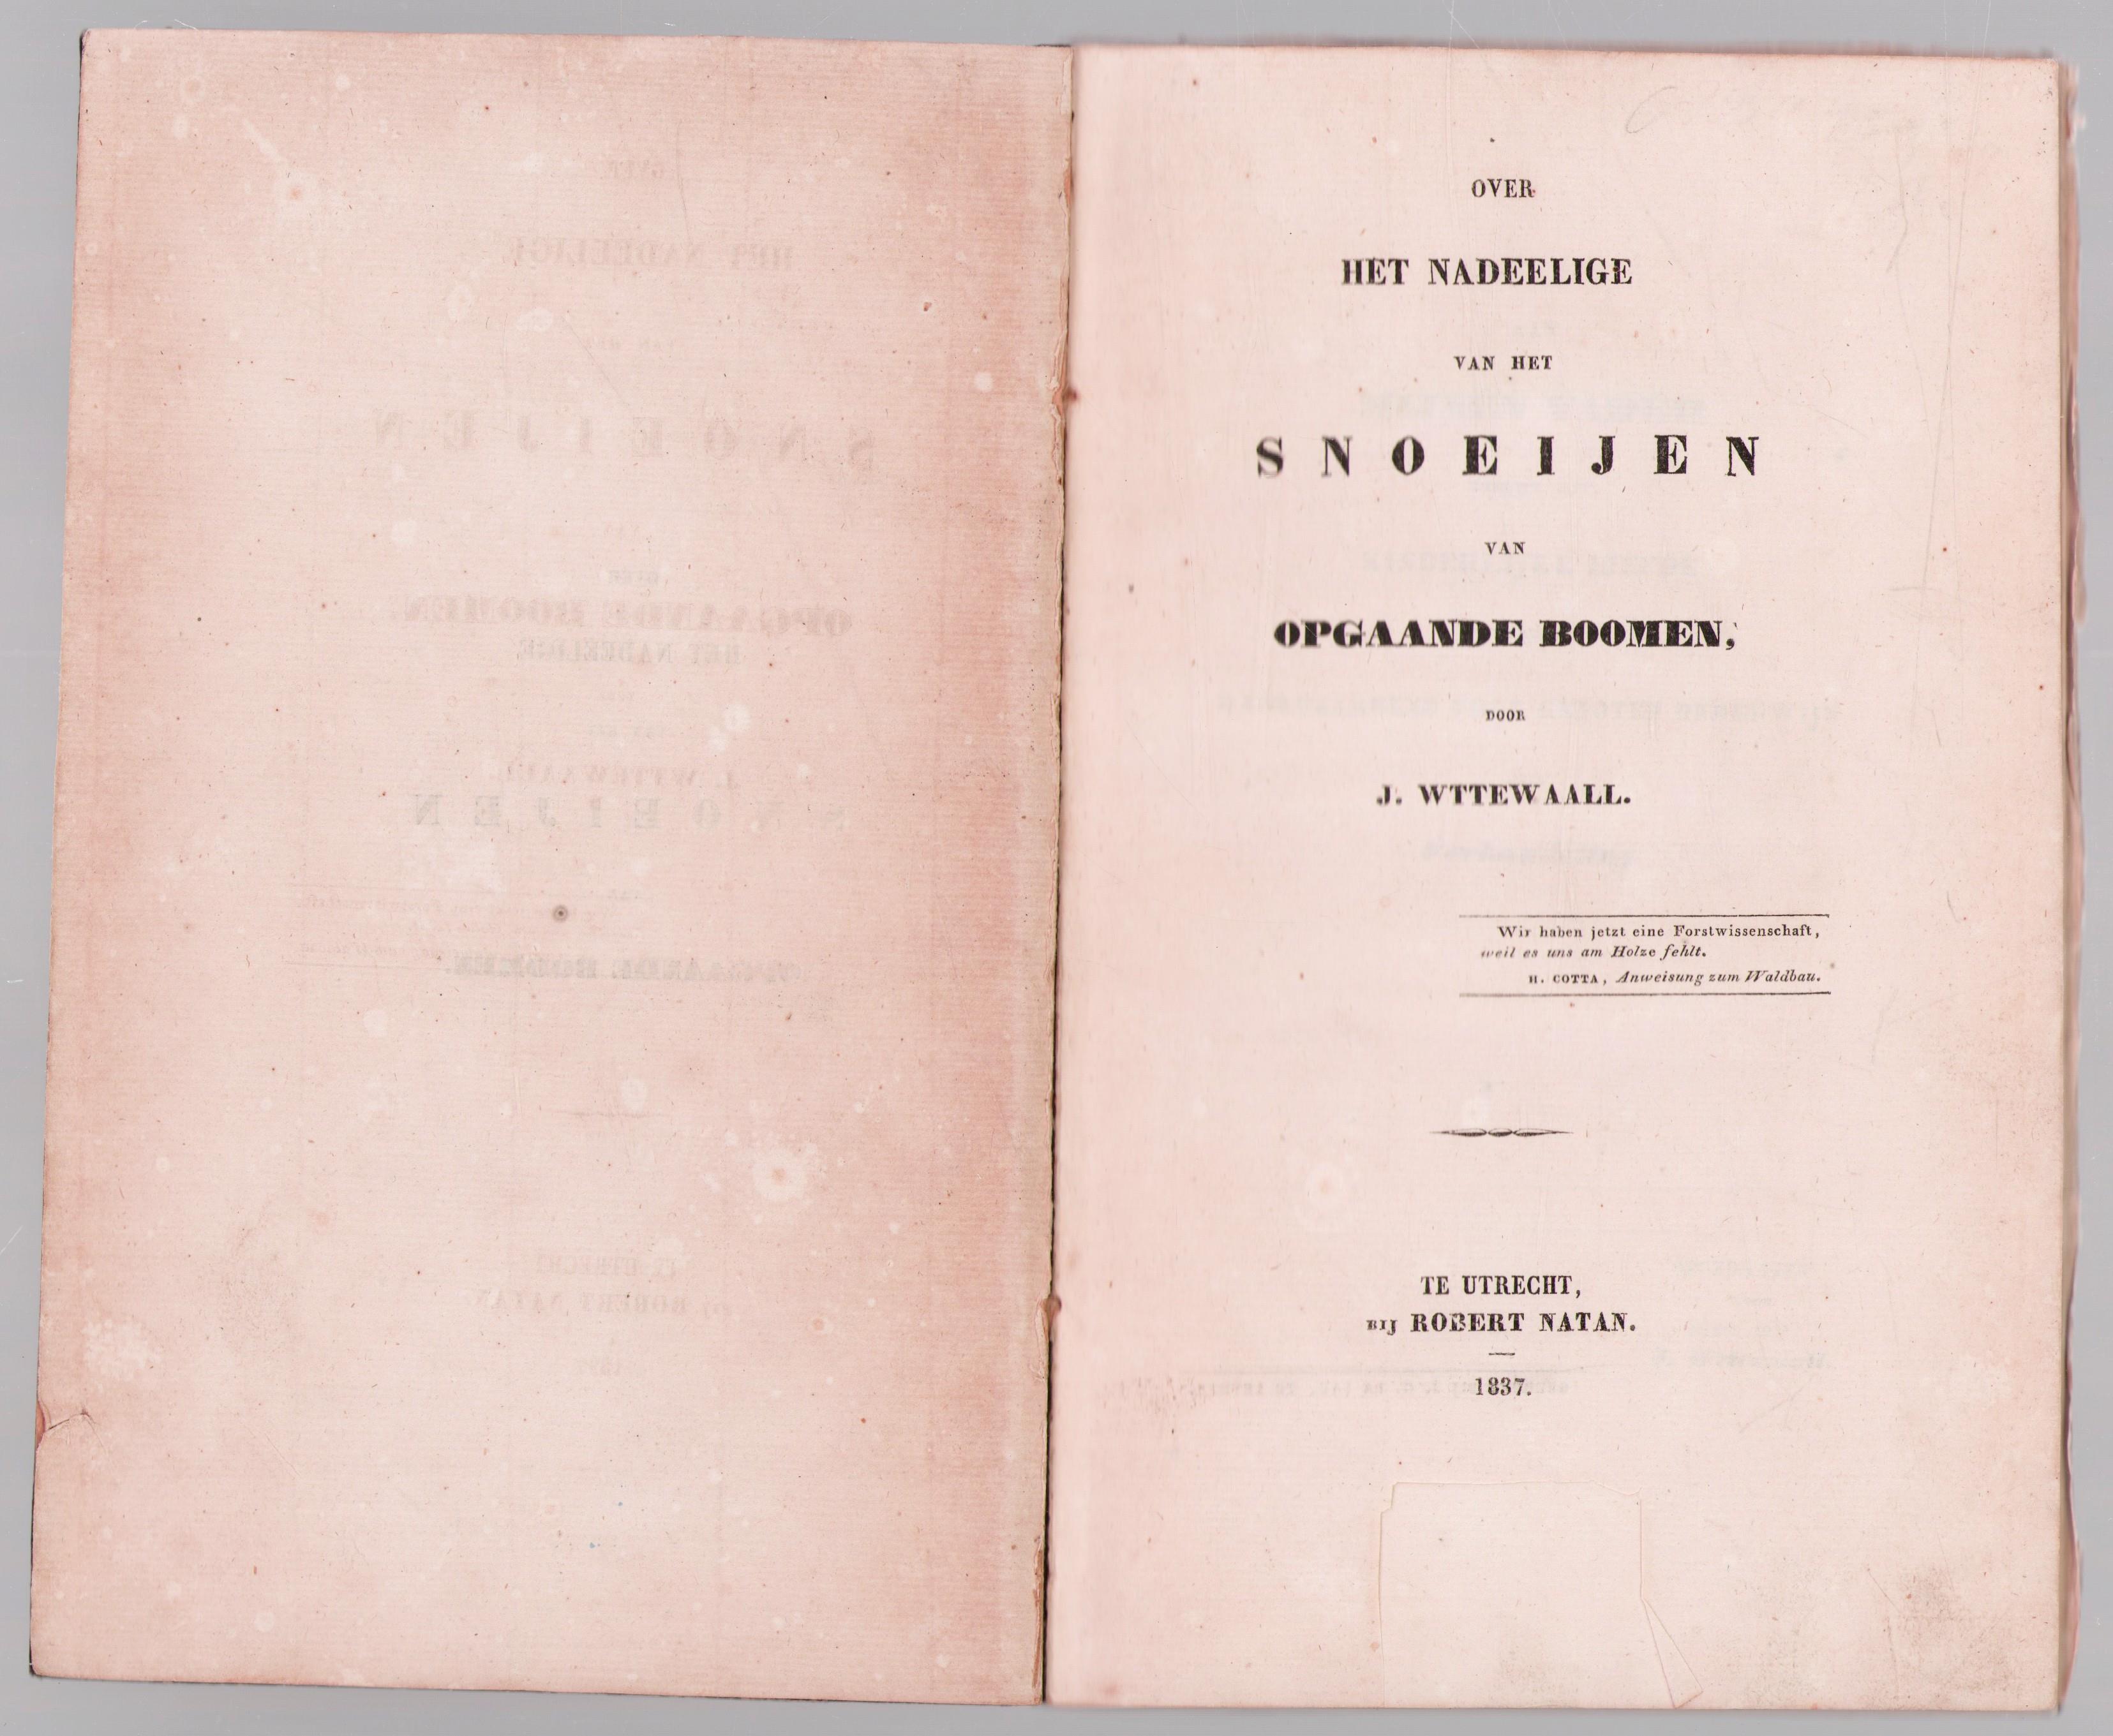 OVER
HET NADEELIGE
VAN HET
SNOEIJEN
VAN
OPGAANDE BOOMEN,
DOOR
J. WTTEWAALL.
Wir haben jetzt eine Forstwissenschaft,
weil es uns am Holze fehlt.
H. COTTA, Anweisung zum Waldbau.
TE UTRECHT,
BIJ ROBERT NATAN.
1837.